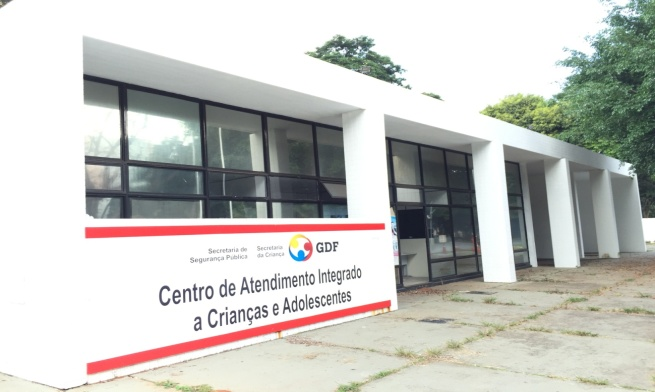 Secretaria de
Segurança Pública
Secretaria
da Criança
GDF
Centro de Atendimento Integrado
a Crianças e Adolescentes